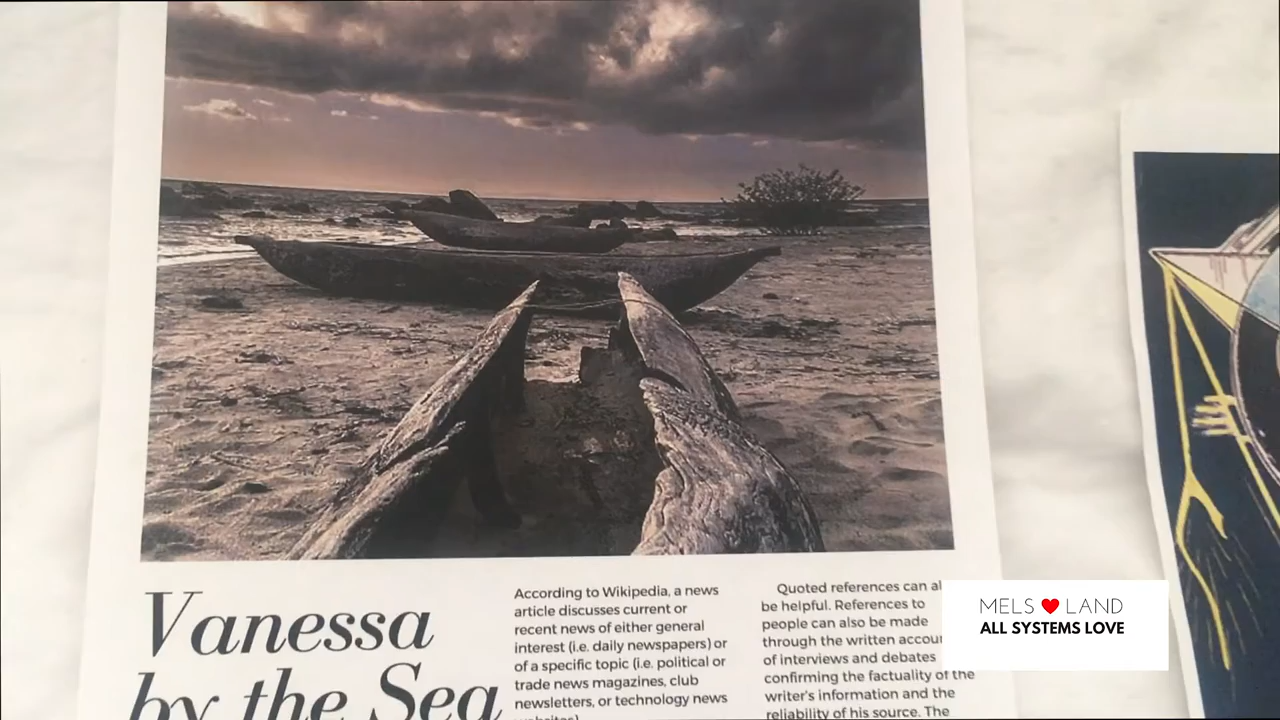 Vanessa
by the Sea
According to Wikipedia, a news
article discusses current or
recent news of either general
interest (i.e. daily newspapers) or
of a specific topic (i.e. political or
trade news magazines, club
newsletters, or technology news
websites)
Quoted references can al
be helpful. References to
people can also be made
through the written accou
of interviews and debates
confirming the factuality of the
writer's information and the
reliability of his source. The
MELS LAND
ALL SYSTEMS LOVE